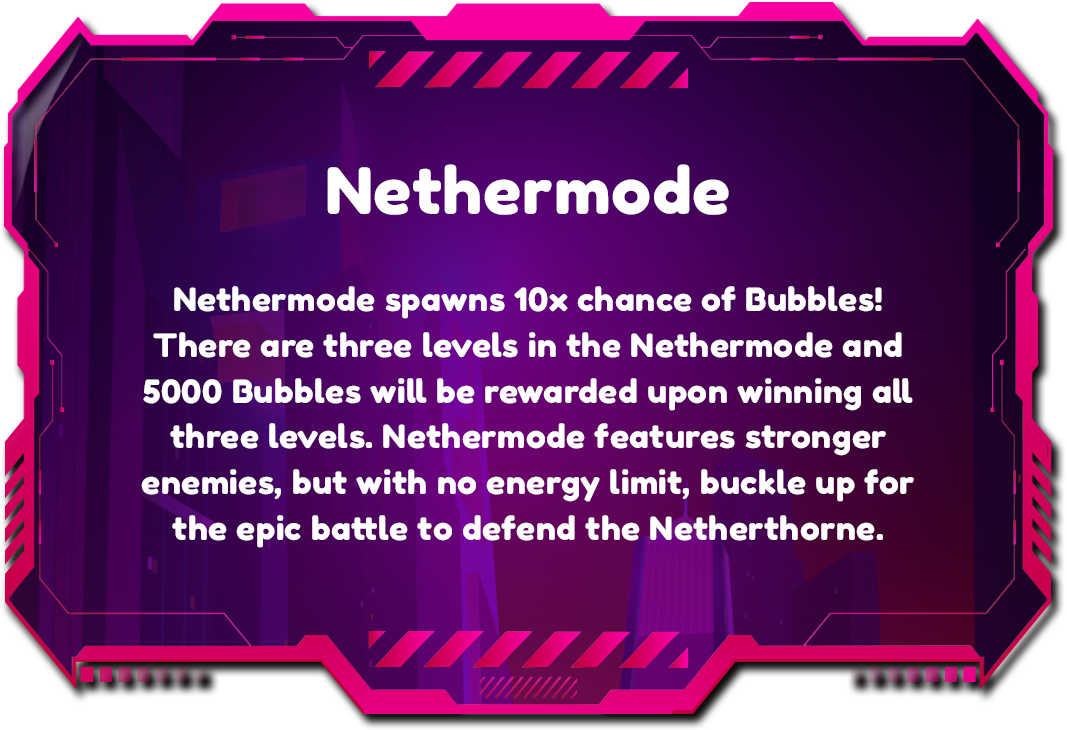 Nethermode
Nethermode spawns 10x chance of Bubbles!
There are three levels in the Nethermode and
5000 Bubbles will be rewarded upon winning all
three levels. Nethermode features stronger
enemies, but with no energy limit, buckle up for
the epic battle to defend the Netherthorne.